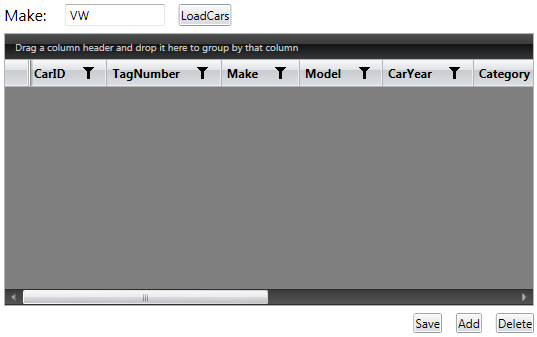 Make: VW LoadCars
Drag a column header and drop it here to group by that column
CarID TagNumber Make Model CarYear Category
Save Add Delete